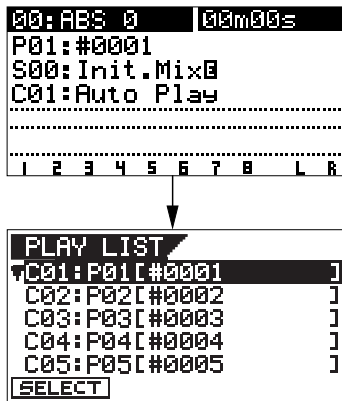 00:ABS 0 00m00s
P01:#0001
S00:Init.MixE
C01:Auto Play
1 2 3 4 5 6 7 8 L R
PLAY LIST
C01:P01[#0001 ]
C02:P02[#0002 ]
C03:P03[#0003 ]
C04:P04[#0004 ]
C05:P05[#0005 ]
SELECT